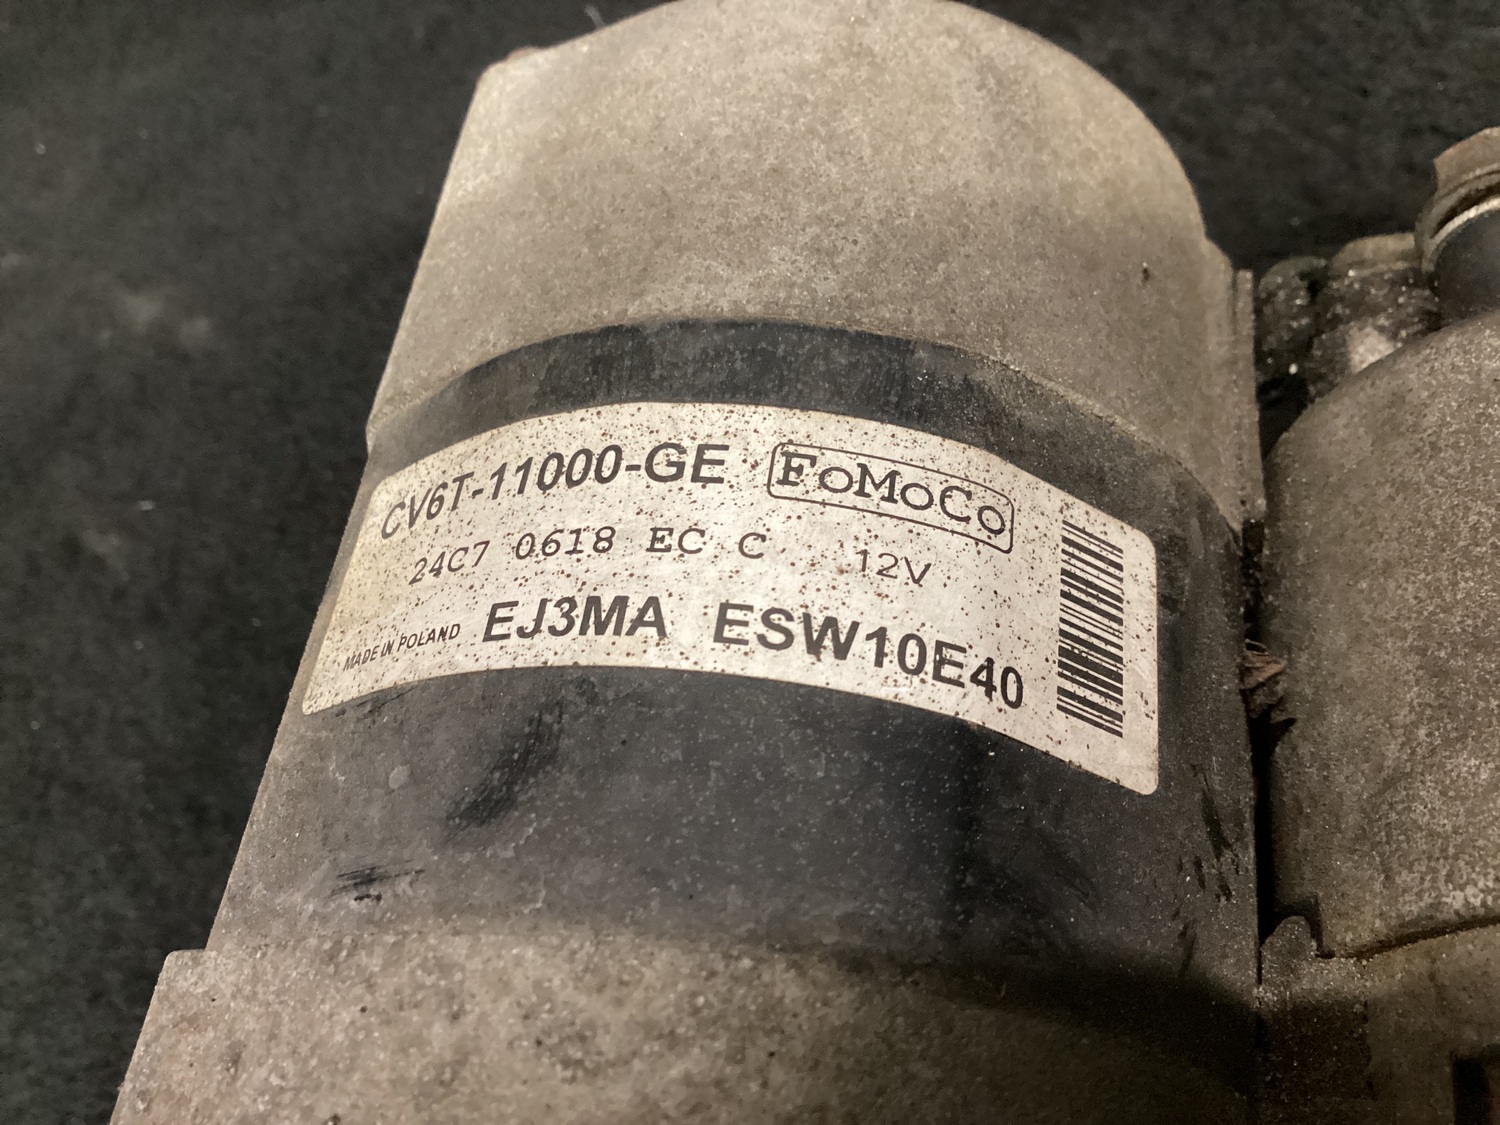 CV6T-11000-GE FoMoCo
24C7 0618 EC C 12V
MADE IN POLAND EJ3MA ESW10E40